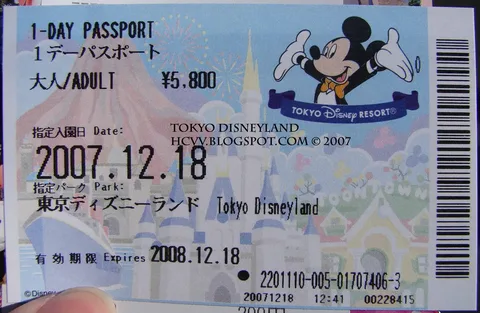 1-DAY PASSPORT
1デーパスポート
大人/ADULT ¥5,800
TOKYO Disney RESORT®
TOKYO DISNEYLAND
HCVV.BLOGSPOT.COM © 2007
指定入園日 Date:
2007.12.18
指定パーク Park:
東京ディズニーランド Tokyo Disneyland
有効期限 Expires 2008.12.18
2201110-005-01707406-3
©Disney
20071218 12:41 00228415